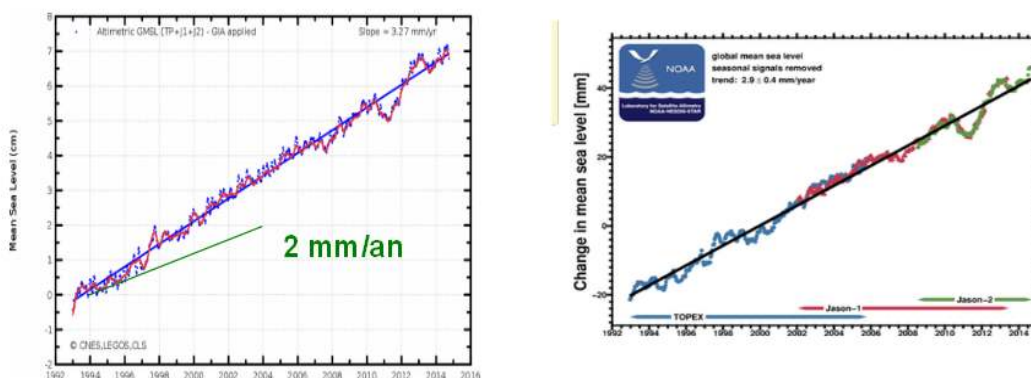 Altimetric GMSL (TP+J1+J2) - GIA applied
Slope = 3.27 mm/yr
8
7
6
5
4
3
2
1
0
-1
-2
Mean Sea Level (cm)
2 mm/an
© CNES,LEGOS,CLS
1992 1994 1996 1998 2000 2002 2004 2006 2008 2010 2012 2014 2016
NOAA
Laboratory for Satellite Altimetry
global mean sea level
seasonal signals removed
trend: 2.9 ± 0.4 mm/year
Change in mean sea level [mm]
40
20
0
-20
Jason-2
Jason-1
TOPEX
1992 1994 1996 1998 2000 2002 2004 2006 2008 2010 2012 2014